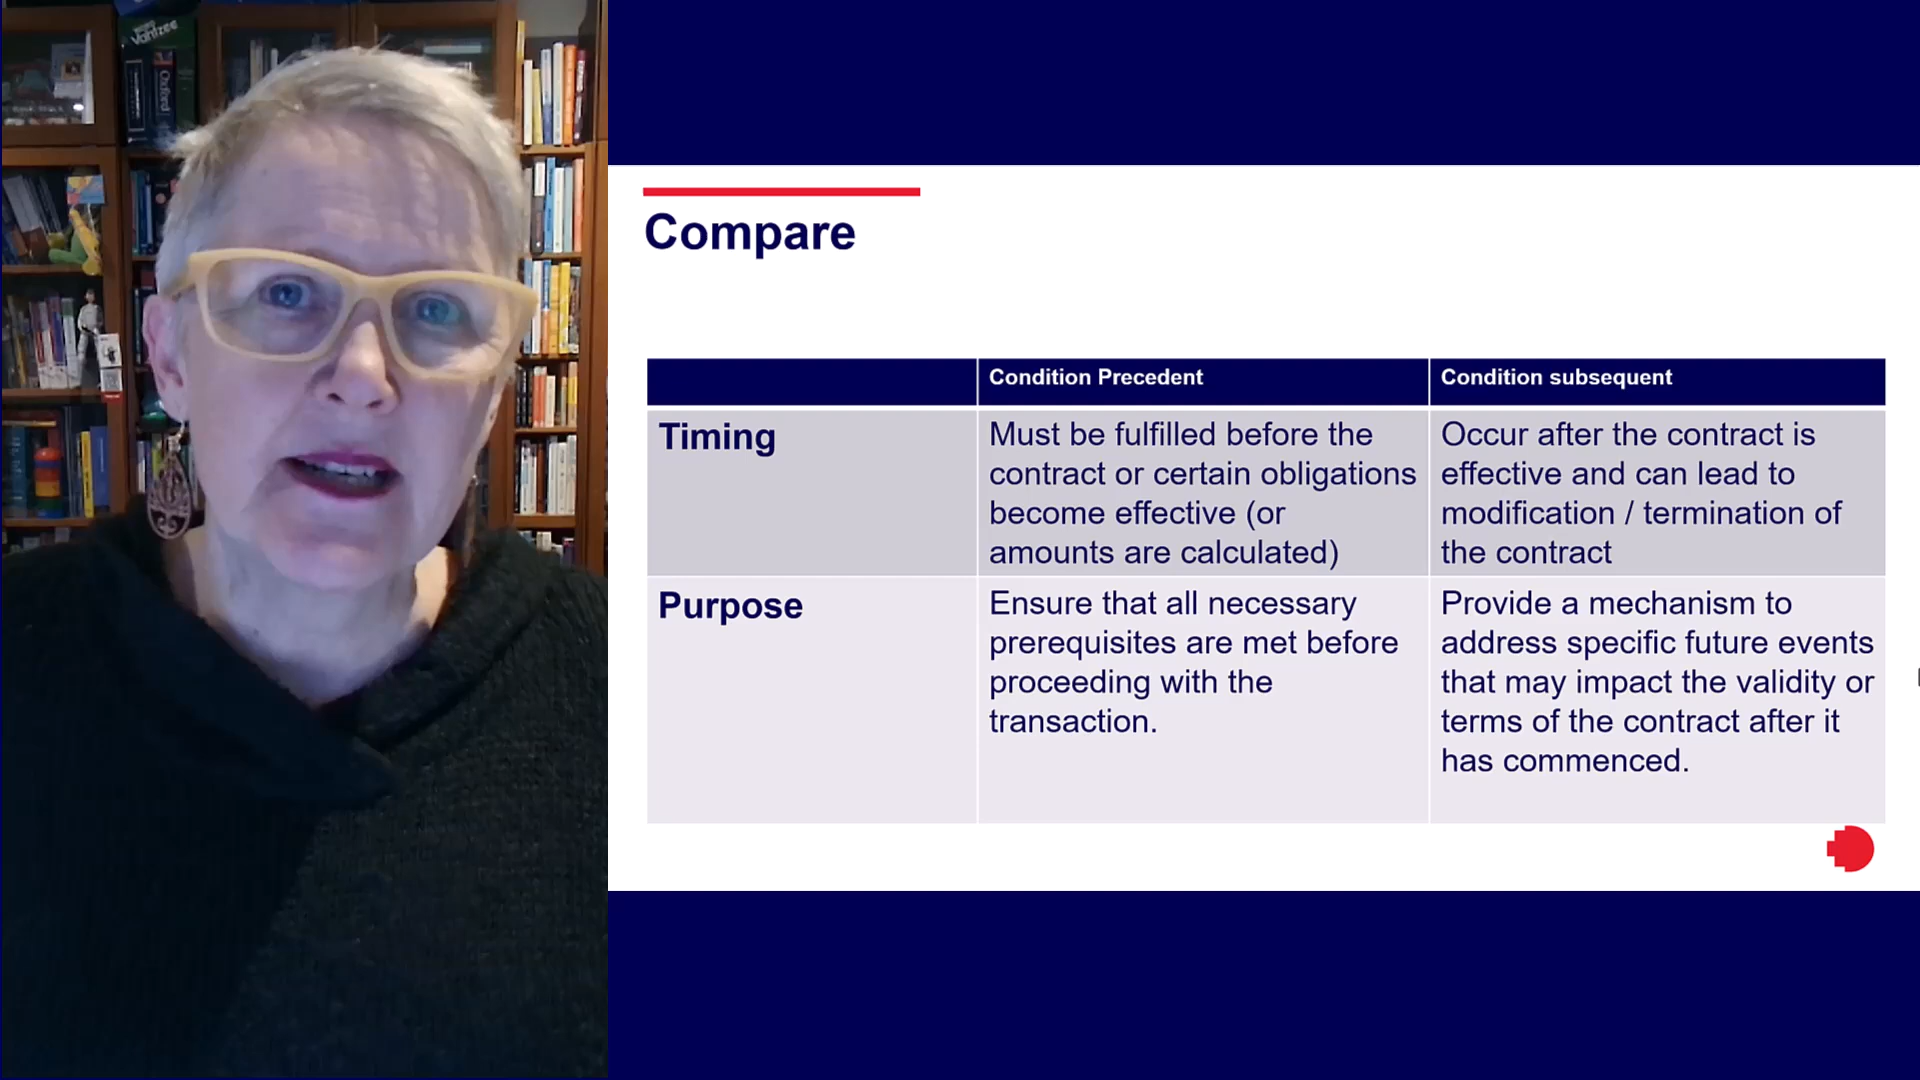 Vantzee
Oxford
Compare
Condition Precedent
Condition subsequent
Timing
Must be fulfilled before the
contract or certain obligations
become effective (or
amounts are calculated)
Occur after the contract is
effective and can lead to
modification / termination of
the contract
Purpose
Ensure that all necessary
prerequisites are met before
proceeding with the
transaction.
Provide a mechanism to
address specific future events
that may impact the validity or
terms of the contract after it
has commenced.